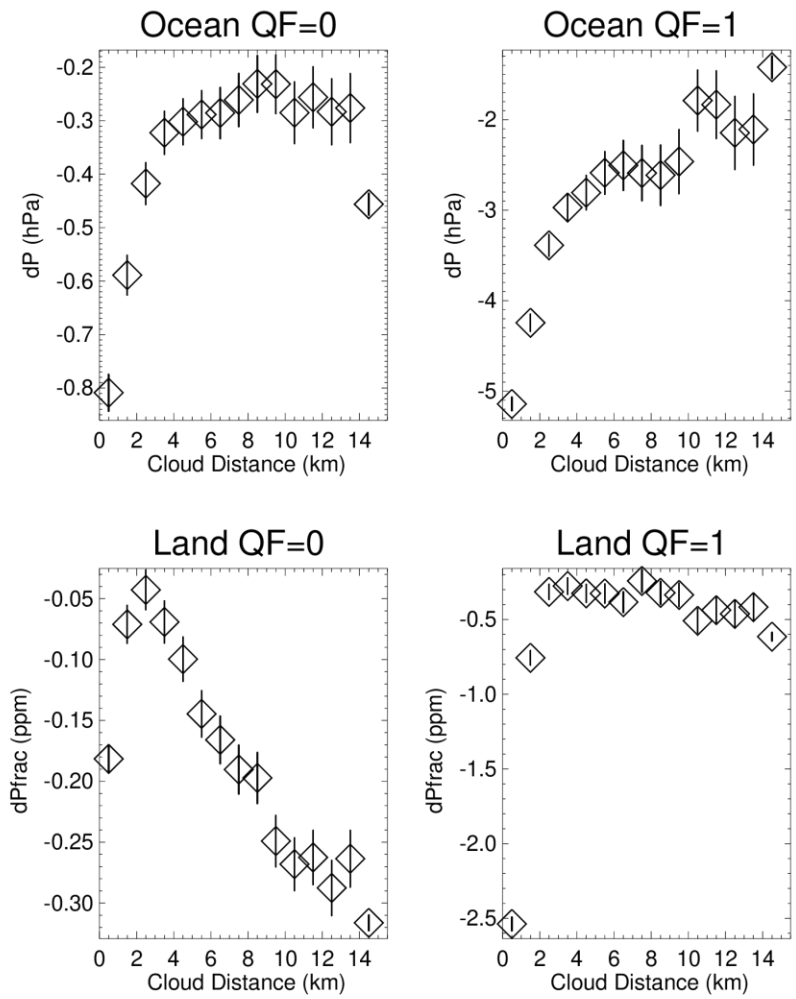 Ocean QF=0
-0.2
-0.3
-0.4
-0.5
-0.6
-0.7
-0.8
dP (hPa)
0 2 4 6 8 10 12 14
Cloud Distance (km)
Ocean QF=1
-2
-3
-4
-5
dP (hPa)
0 2 4 6 8 10 12 14
Cloud Distance (km)
Land QF=0
-0.05
-0.10
-0.15
-0.20
-0.25
-0.30
dPfrac (ppm)
0 2 4 6 8 10 12 14
Cloud Distance (km)
Land QF=1
-0.5
-1.0
-1.5
-2.0
-2.5
dPfrac (ppm)
0 2 4 6 8 10 12 14
Cloud Distance (km)